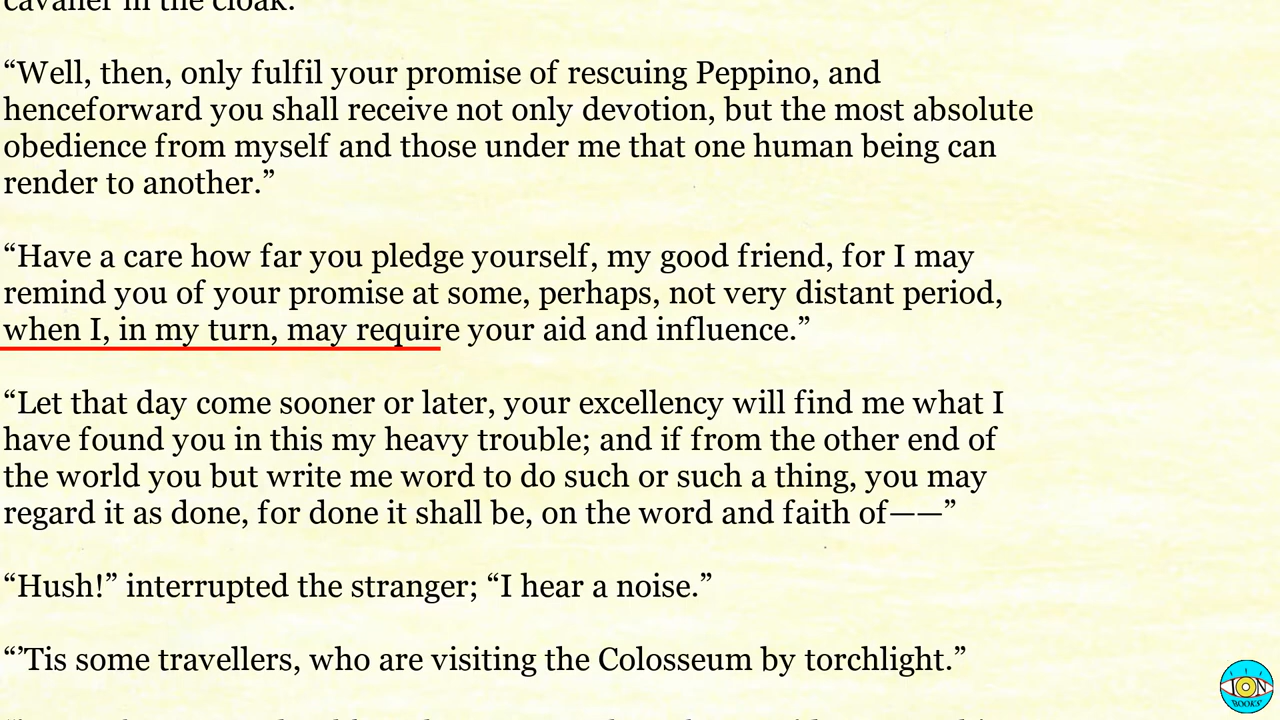 cavalier in the cloak.
“Well, then, only fulfil your promise of rescuing Peppino, and
henceforward you shall receive not only devotion, but the most absolute
obedience from myself and those under me that one human being can
render to another.”
“Have a care how far you pledge yourself, my good friend, for I may
remind you of your promise at some, perhaps, not very distant period,
when I, in my turn, may require your aid and influence.”
“Let that day come sooner or later, your excellency will find me what I
have found you in this my heavy trouble; and if from the other end of
the world you but write me word to do such or such a thing, you may
regard it as done, for done it shall be, on the word and faith of——”
“Hush!” interrupted the stranger; “I hear a noise.”
“’Tis some travellers, who are visiting the Colosseum by torchlight.”
ION
BOOKS